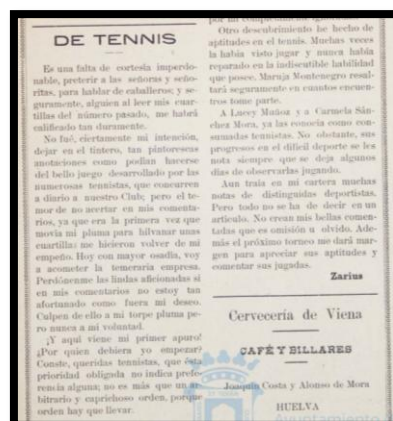 DE TENNIS
Es una falta de cortesía imperdo-
nable, preterir a las señoras y seño-
ritas, para hablar de caballeros; y se-
guramente, alguien al leer mis cuar-
tillas del número pasado, me habrá
calificado tan duramente.
No fué, ciertamente mi intención,
dejar en el tintero, tan pintorescas
anotaciones como podían hacerse
del bello juego desarrollado por las
numerosas tennistas, que concurren
a diario a nuestro Club; pero el te-
mor de no acertar en mis comenta-
rios, ya que era la primera vez que
movía mi pluma para hilvanar unas
cuartillas me hicieron volver de mi
empeño. Hoy con mayor osadía, voy
a acometer la temeraria empresa.
Perdónenme las lindas aficionadas si
en mis comentarios no estoy tan
afortunado como fuera mi deseo.
Culpen de ello a mi torpe pluma pe-
ro nunca a mi voluntad.
¡Y aquí viene mi primer apuro!
¿Por quien debiera yo empezar?
Conste, queridas tennistas, que esta
prioridad obligada no indica prefe-
rencia alguna; no es más que un ar-
bitrario y caprichoso orden, porque
orden hay que llevar.
Otro descubrimiento he hecho de
aptitudes en el tennis. Muchas veces
la había visto jugar y nunca había
reparado en la indiscutible habilidad
que posee, Maruja Montenegro resal-
tará seguramente en cuantos encuen-
tros tome parte.
A Luccy Muñoz y a Carmela Sán-
chez Mora, ya las conocía como con-
sumadas tennistas. No obstante, sus
progresos en el difícil deporte se les
nota siempre que se deja algunos
días de observarlas jugando.
Aun traía en mi cartera muchas
notas de distinguidas deportistas.
Pero todo no se ha de decir en un
artículo. No crean mis bellas comen-
tadas que es omisión u olvido. Ade-
más el próximo torneo me dará mar-
gen para apreciar sus aptitudes y
comentar sus jugadas.
Zarius
Cervecería de Viena
CAFÉ Y BILLARES
Joaquín Costa y Alonso de Mora
HUELVA
Ayuntamiento